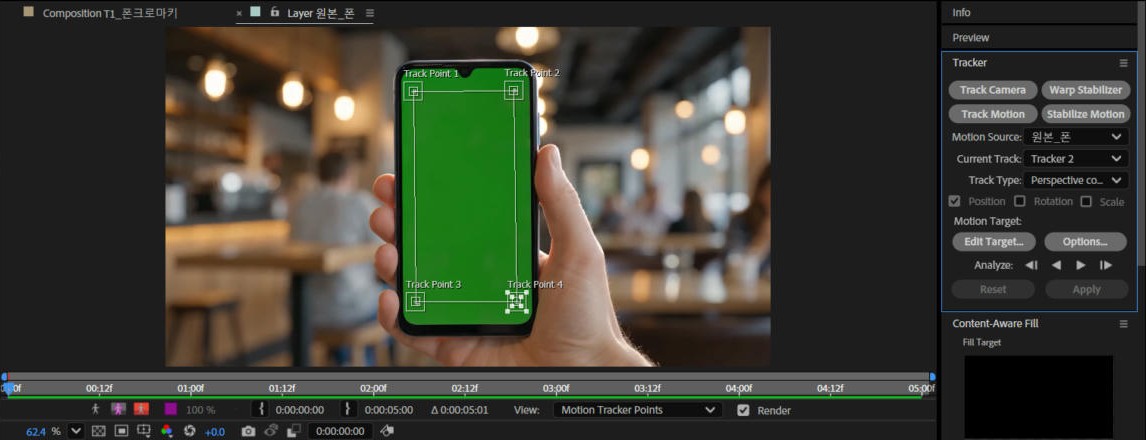 Composition T1_폰크로마키
× Layer 원본_폰
Track Point 1
Track Point 2
Track Point 3
Track Point 4
00:12f 01:00f 01:12f 02:00f 02:12f 03:00f 03:12f 04:00f 04:12f 05:00f
100 % 0:00:00:00 0:00:05:00 Δ 0:00:05:01 View: Motion Tracker Points Render
62.4 % +0.0 0:00:00:00
Info
Preview
Tracker
Track Camera Warp Stabilizer
Track Motion Stabilize Motion
Motion Source: 원본_폰
Current Track: Tracker 2
Track Type: Perspective co...
Position Rotation Scale
Motion Target:
Edit Target... Options...
Analyze:
Reset Apply
Content-Aware Fill
Fill Target